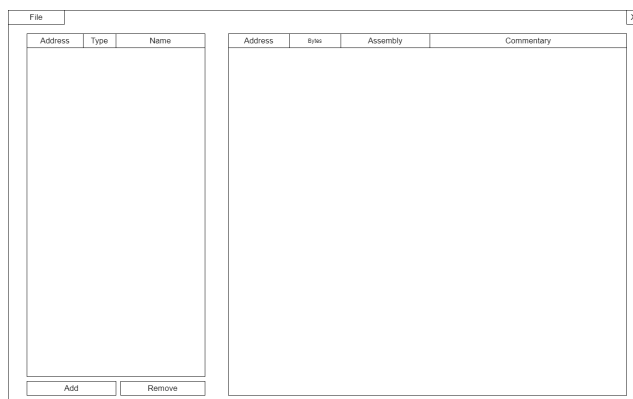 File X
Address Type Name Address Bytes Assembly Commentary
Add Remove